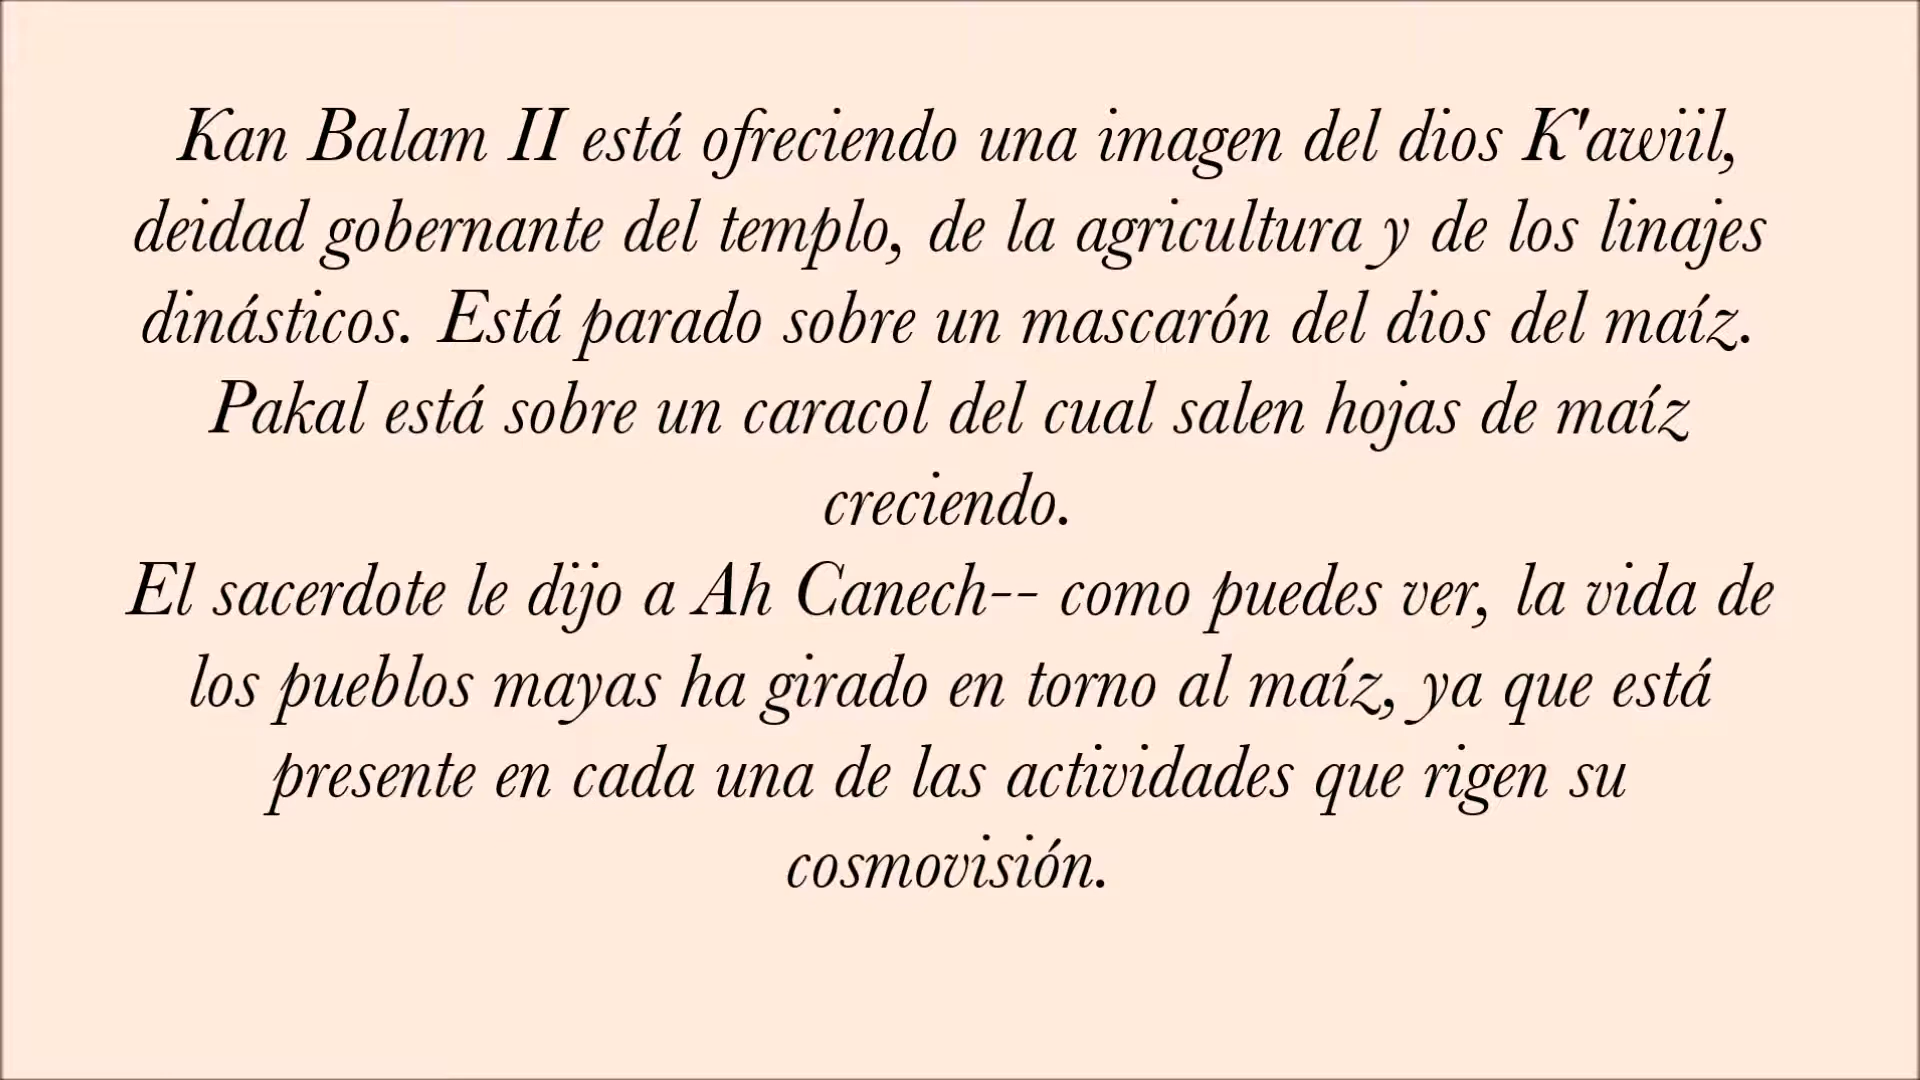 Kan Balam II está ofreciendo una imagen del dios K'awiil,
deidad gobernante del templo, de la agricultura y de los linajes
dinásticos. Está parado sobre un mascarón del dios del maíz.
Pakal está sobre un caracol del cual salen hojas de maíz
creciendo.
El sacerdote le dijo a Ah Canech-- como puedes ver, la vida de
los pueblos mayas ha girado en torno al maíz, ya que está
presente en cada una de las actividades que rigen su
cosmovisión.